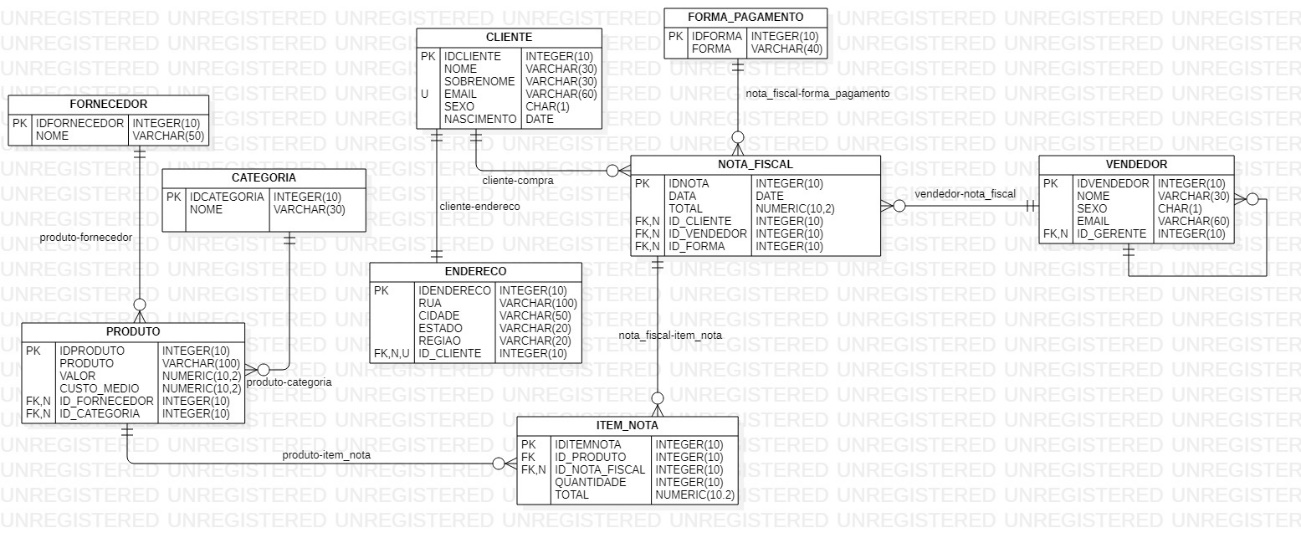 UNREGISTERED UNREGISTERED UNREGISTERED UNREGISTERED UNREGISTERED UNREGISTERED UNREGISTERED UNREGISTERED
FORMA_PAGAMENTO
PK IDFORMA INTEGER(10)
FORMA VARCHAR(40)
CLIENTE
PK IDCLIENTE INTEGER(10)
NOME VARCHAR(30)
SOBRENOME VARCHAR(30)
U EMAIL VARCHAR(60)
SEXO CHAR(1)
NASCIMENTO DATE
nota_fiscal-forma_pagamento
FORNECEDOR
PK IDFORNECEDOR INTEGER(10)
NOME VARCHAR(50)
CATEGORIA
PK IDCATEGORIA INTEGER(10)
NOME VARCHAR(30)
cliente-compra
cliente-endereco
NOTA_FISCAL
PK IDNOTA INTEGER(10)
DATA DATE
TOTAL NUMERIC(10,2)
FK,N ID_CLIENTE INTEGER(10)
FK,N ID_VENDEDOR INTEGER(10)
FK,N ID_FORMA INTEGER(10)
vendedor-nota_fiscal
VENDEDOR
PK IDVENDEDOR INTEGER(10)
NOME VARCHAR(30)
SEXO CHAR(1)
EMAIL VARCHAR(60)
FK,N ID_GERENTE INTEGER(10)
produto-fornecedor
ENDERECO
PK IDENDERECO INTEGER(10)
RUA VARCHAR(100)
CIDADE VARCHAR(50)
ESTADO VARCHAR(20)
REGIAO VARCHAR(20)
FK,N,U ID_CLIENTE INTEGER(10)
PRODUTO
PK IDPRODUTO INTEGER(10)
PRODUTO VARCHAR(100)
VALOR NUMERIC(10,2)
CUSTO_MEDIO NUMERIC(10,2)
FK,N ID_FORNECEDOR INTEGER(10)
FK,N ID_CATEGORIA INTEGER(10)
produto-categoria
nota_fiscal-item_nota
produto-item_nota
ITEM_NOTA
PK IDITEMNOTA INTEGER(10)
FK ID_PRODUTO INTEGER(10)
FK,N ID_NOTA_FISCAL INTEGER(10)
QUANTIDADE INTEGER(10)
TOTAL NUMERIC(10.2)